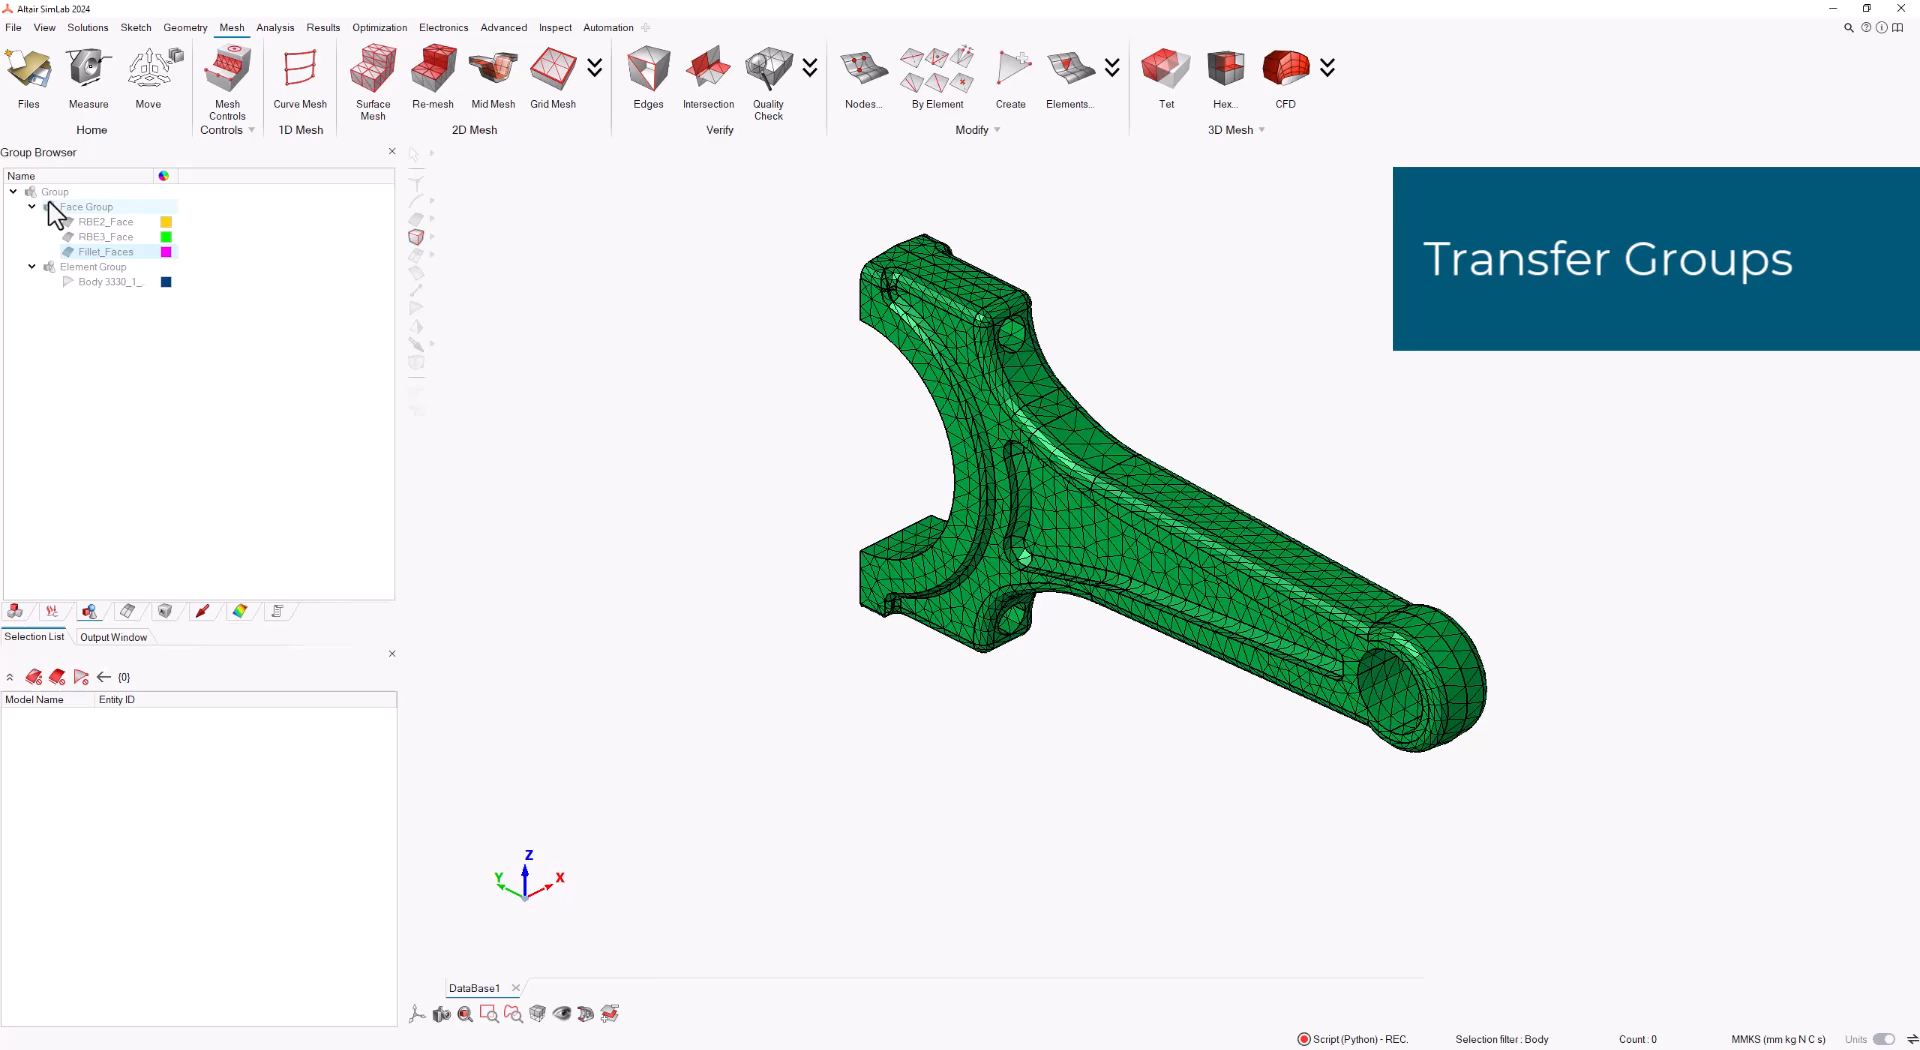 Altair SimLab 2024
File View Solutions Sketch Geometry Mesh Analysis Results Optimization Electronics Advanced Inspect Automation
Files Measure Move Mesh Controls Curve Mesh Surface Mesh Re-mesh Mid Mesh Grid Mesh Edges Intersection Quality Check Nodes... By Element Create Elements... Tet Hex... CFD
Home Controls 1D Mesh 2D Mesh Verify Modify 3D Mesh
Group Browser
Name
Group
Face Group
RBE2_Face
RBE3_Face
Fillet_Faces
Element Group
Body 3330_1_..
Transfer Groups
Selection List Output Window
{0}
Model Name Entity ID
Z
Y X
DataBase1
Script (Python) - REC. Selection filter : Body Count : 0 MMKS (mm kg N C s) Units